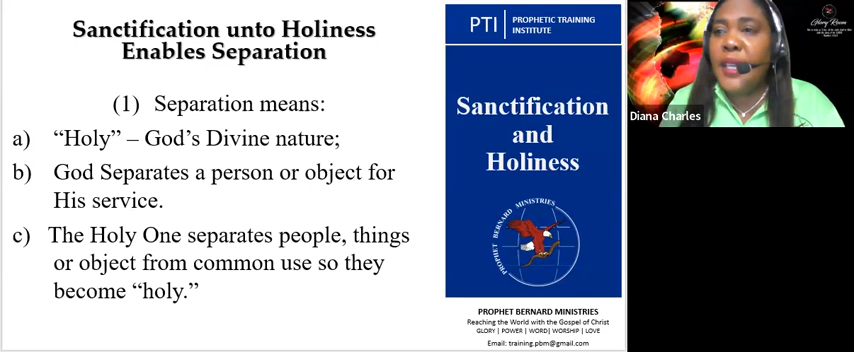 Sanctification unto Holiness
Enables Separation
(1) Separation means:
a) “Holy” – God’s Divine nature;
b) God Separates a person or object for
His service.
c) The Holy One separates people, things
or object from common use so they
become “holy.”
PTI
PROPHETIC TRAINING
INSTITUTE
Sanctification
and
Holiness
PROPHET BERNARD MINISTRIES
PROPHET BERNARD MINISTRIES
Reaching the World with the Gospel of Christ
GLORY | POWER | WORD| WORSHIP | LOVE
Email: training.pbm@gmail.com
Glory Room
Diana Charles